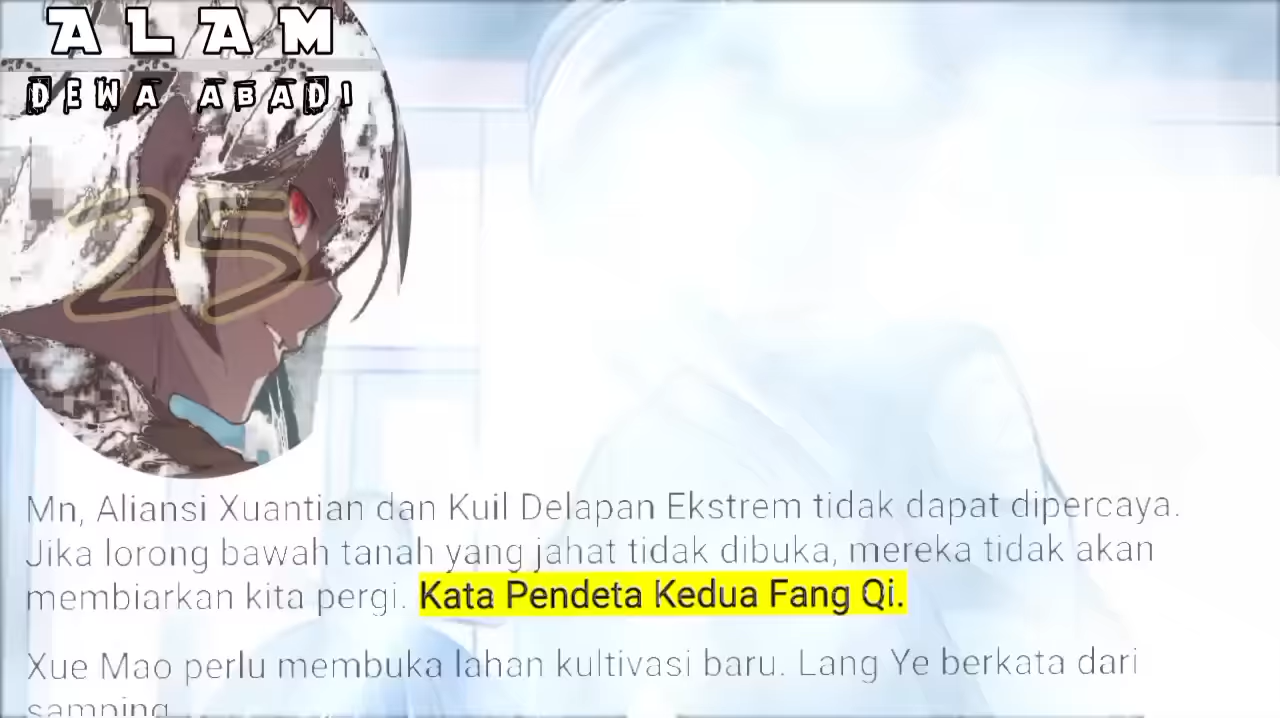 ALAM
DEWA ABADI
25
Mn, Aliansi Xuantian dan Kuil Delapan Ekstrem tidak dapat dipercaya.
Jika lorong bawah tanah yang jahat tidak dibuka, mereka tidak akan
membiarkan kita pergi. Kata Pendeta Kedua Fang Qi.
Xue Mao perlu membuka lahan kultivasi baru. Lang Ye berkata dari
samping